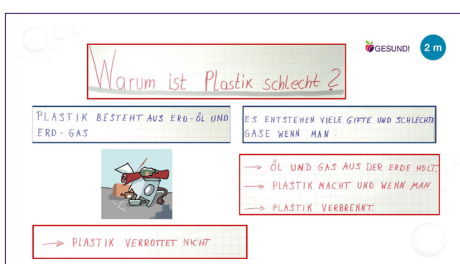 GESUND!
2 m
Warum ist Plastik schlecht?
PLASTIK BESTEHT AUS ERD-ÖL UND
ERD-GAS
ES ENTSTEHEN VIELE GIFTE UND SCHLECHTE
GASE WENN MAN:
→ ÖL UND GAS AUS DER ERDE HOLT,
→ PLASTIK MACHT UND WENN MAN
→ PLASTIK VERBRENNT.
→ PLASTIK VERROTTET NICHT